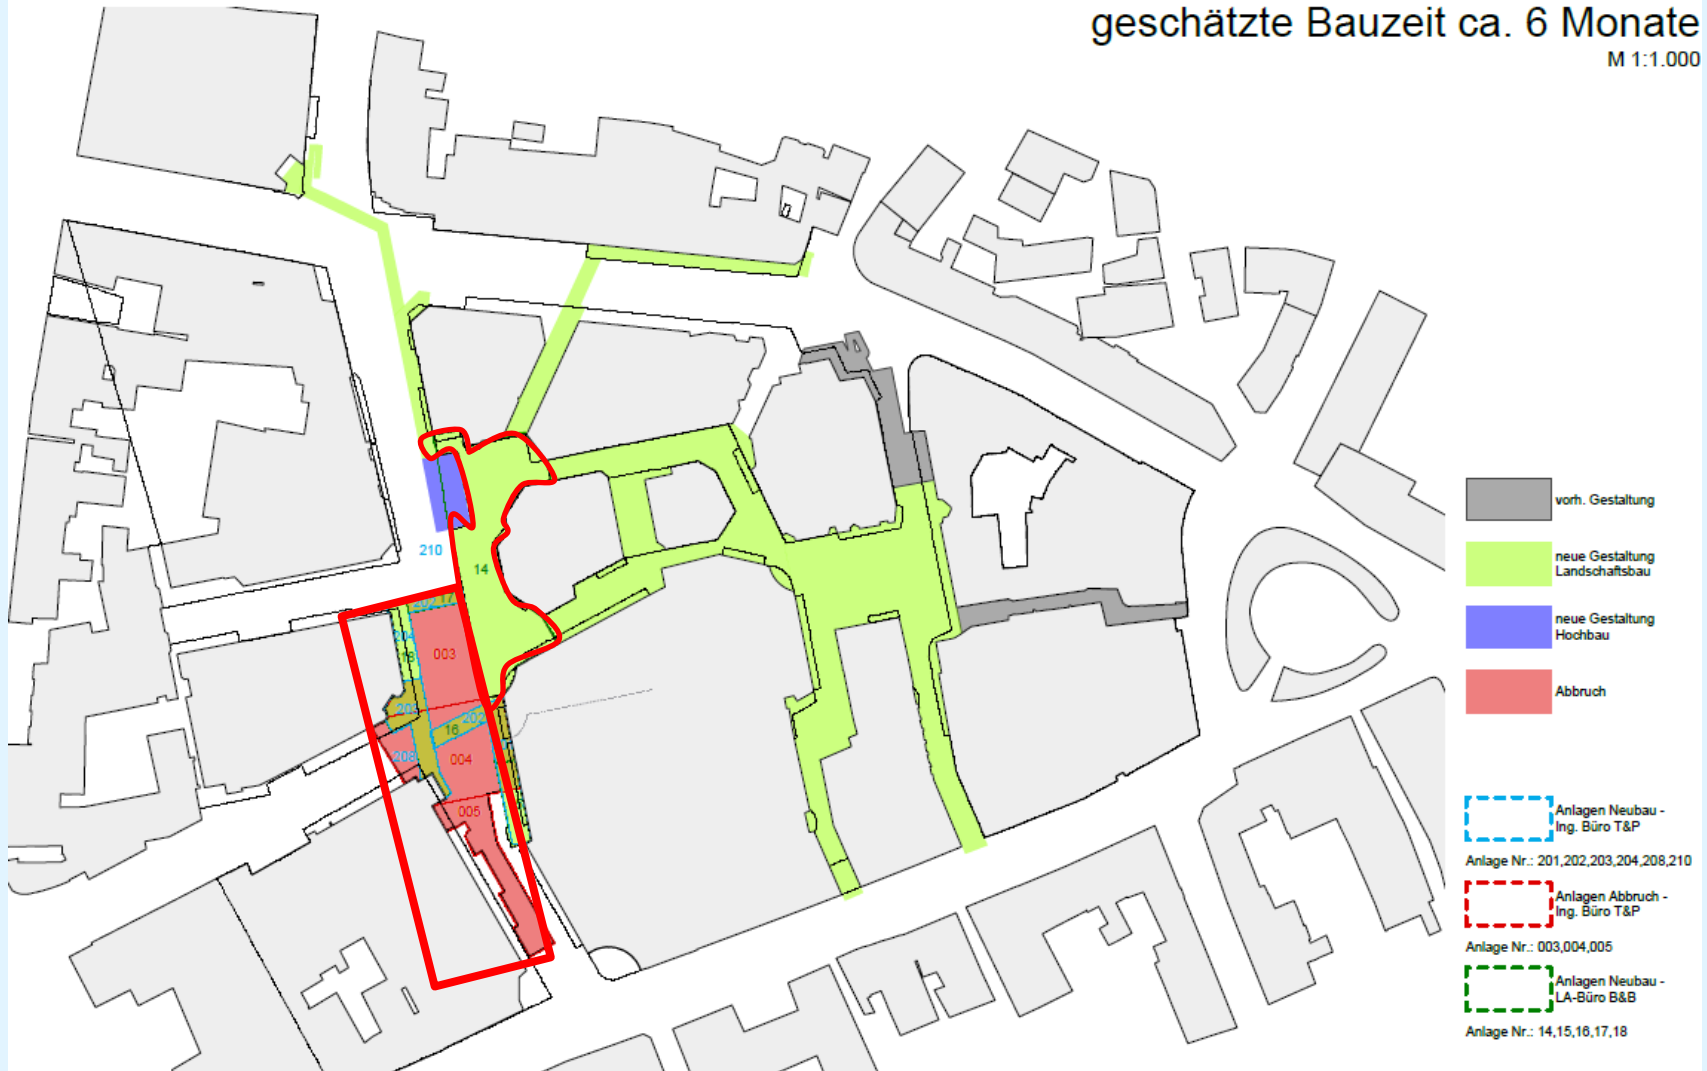 geschätzte Bauzeit ca. 6 Monate
M 1:1.000
vorh. Gestaltung
neue Gestaltung
Landschaftsbau
neue Gestaltung
Hochbau
Abbruch
210
14
17
204
18
003
203
202
16
208
004
005
Anlagen Neubau -
Ing. Büro T&P
Anlage Nr.: 201,202,203,204,208,210
Anlagen Abbruch -
Ing. Büro T&P
Anlage Nr.: 003,004,005
Anlagen Neubau -
LA-Büro B&B
Anlage Nr.: 14,15,16,17,18